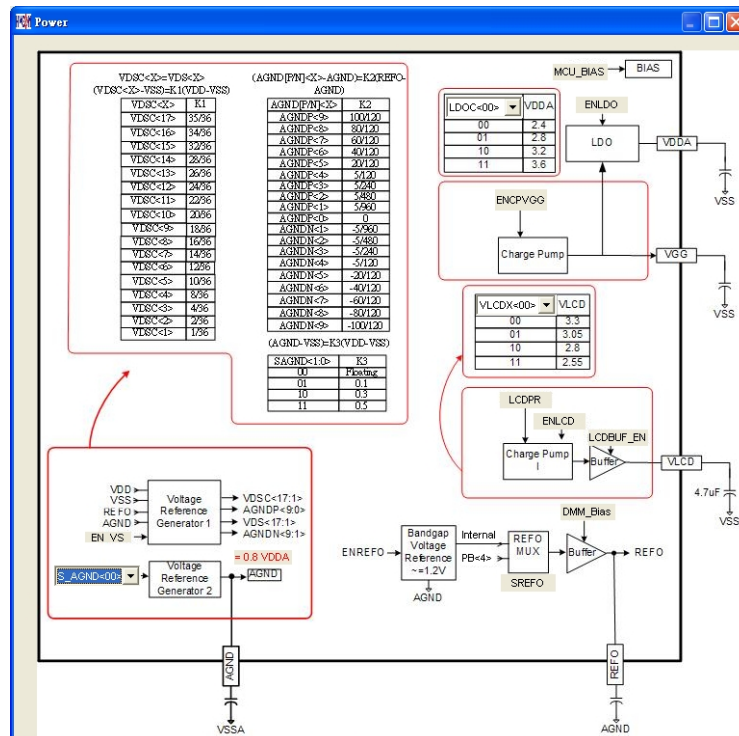 Power
VDSC<X>=VDS<X>
(VDSC<X>-VSS)=K1(VDD-VSS)
VDSC<X> K1
VDSC<17> 35/36
VDSC<16> 34/36
VDSC<15> 32/36
VDSC<14> 28/36
VDSC<13> 26/36
VDSC<12> 24/36
VDSC<11> 22/36
VDSC<10> 20/36
VDSC<9> 18/36
VDSC<8> 16/36
VDSC<7> 14/36
VDSC<6> 12/36
VDSC<5> 10/36
VDSC<4> 8/36
VDSC<3> 4/36
VDSC<2> 2/36
VDSC<1> 1/36
(AGND[P/N]<X>-AGND)=K2(REFO-
AGND)
AGND[P/N]<X> K2
AGNDP<9> 100/120
AGNDP<8> 80/120
AGNDP<7> 60/120
AGNDP<6> 40/120
AGNDP<5> 20/120
AGNDP<4> 5/120
AGNDP<3> 5/240
AGNDP<2> 5/480
AGNDP<1> 5/960
AGNDP<0> 0
AGNDN<1> -5/960
AGNDN<2> -5/480
AGNDN<3> -5/240
AGNDN<4> -5/120
AGNDN<5> -20/120
AGNDN<6> -40/120
AGNDN<7> -60/120
AGNDN<8> -80/120
AGNDN<9> -100/120
(AGND-VSS)=K3(VDD-VSS)
SAGND<1:0> K3
00 Floating
01 0.1
10 0.3
11 0.5
MCU_BIAS BIAS
LDOC<00> VDDA
00 2.4
01 2.8
10 3.2
11 3.6
ENLDO
LDO
VDDA
VSS
ENCPVGG
Charge Pump
VGG
VSS
VLCDX<00> VLCD
00 3.3
01 3.05
10 2.8
11 2.55
LCDPR
ENLCD
LCDBUF_EN
Charge Pump
I
Buffer
VLCD
4.7uF
VSS
VDD
VSS
REFO
AGND
EN_VS
Voltage
Reference
Generator 1
VDSC<17:1>
AGNDP<9:0>
VDS<17:1>
AGNDN<9:1>
S_AGND<00>
Voltage
Reference
Generator 2
= 0.8 VDDA
AGND
AGND
VSSA
ENREFO
Bandgap
Voltage
Reference
~=1.2V
AGND
Internal
PB<4>
REFO
MUX
SREFO
DMM_Bias
Buffer
REFO
REFO
AGND